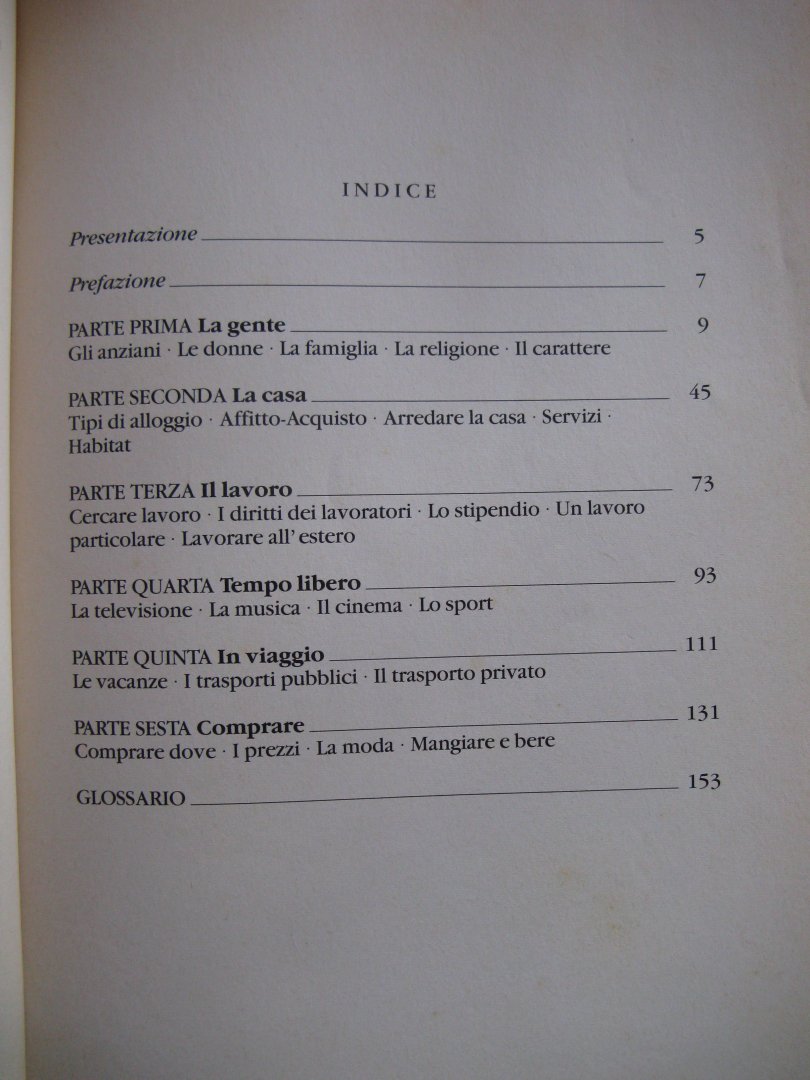 INDICE
Presentazione 5
Prefazione 7
PARTE PRIMA La gente 9
Gli anziani · Le donne · La famiglia · La religione · Il carattere
PARTE SECONDA La casa 45
Tipi di alloggio · Affitto-Acquisto · Arredare la casa · Servizi ·
Habitat
PARTE TERZA Il lavoro 73
Cercare lavoro · I diritti dei lavoratori · Lo stipendio · Un lavoro
particolare · Lavorare all'estero
PARTE QUARTA Tempo libero 93
La televisione · La musica · Il cinema · Lo sport
PARTE QUINTA In viaggio 111
Le vacanze · I trasporti pubblici · Il trasporto privato
PARTE SESTA Comprare 131
Comprare dove · I prezzi · La moda · Mangiare e bere
GLOSSARIO 153